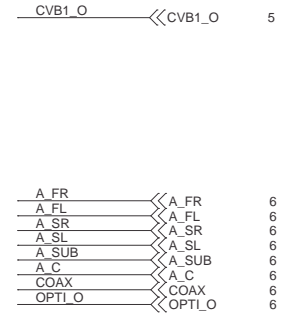 CVB1_O CVB1_O 5
A_FR A_FR 6
A_FL A_FL 6
A_SR A_SR 6
A_SL A_SL 6
A_SUB A_SUB 6
A_C A_C 6
COAX COAX 6
OPTI_O OPTI_O 6